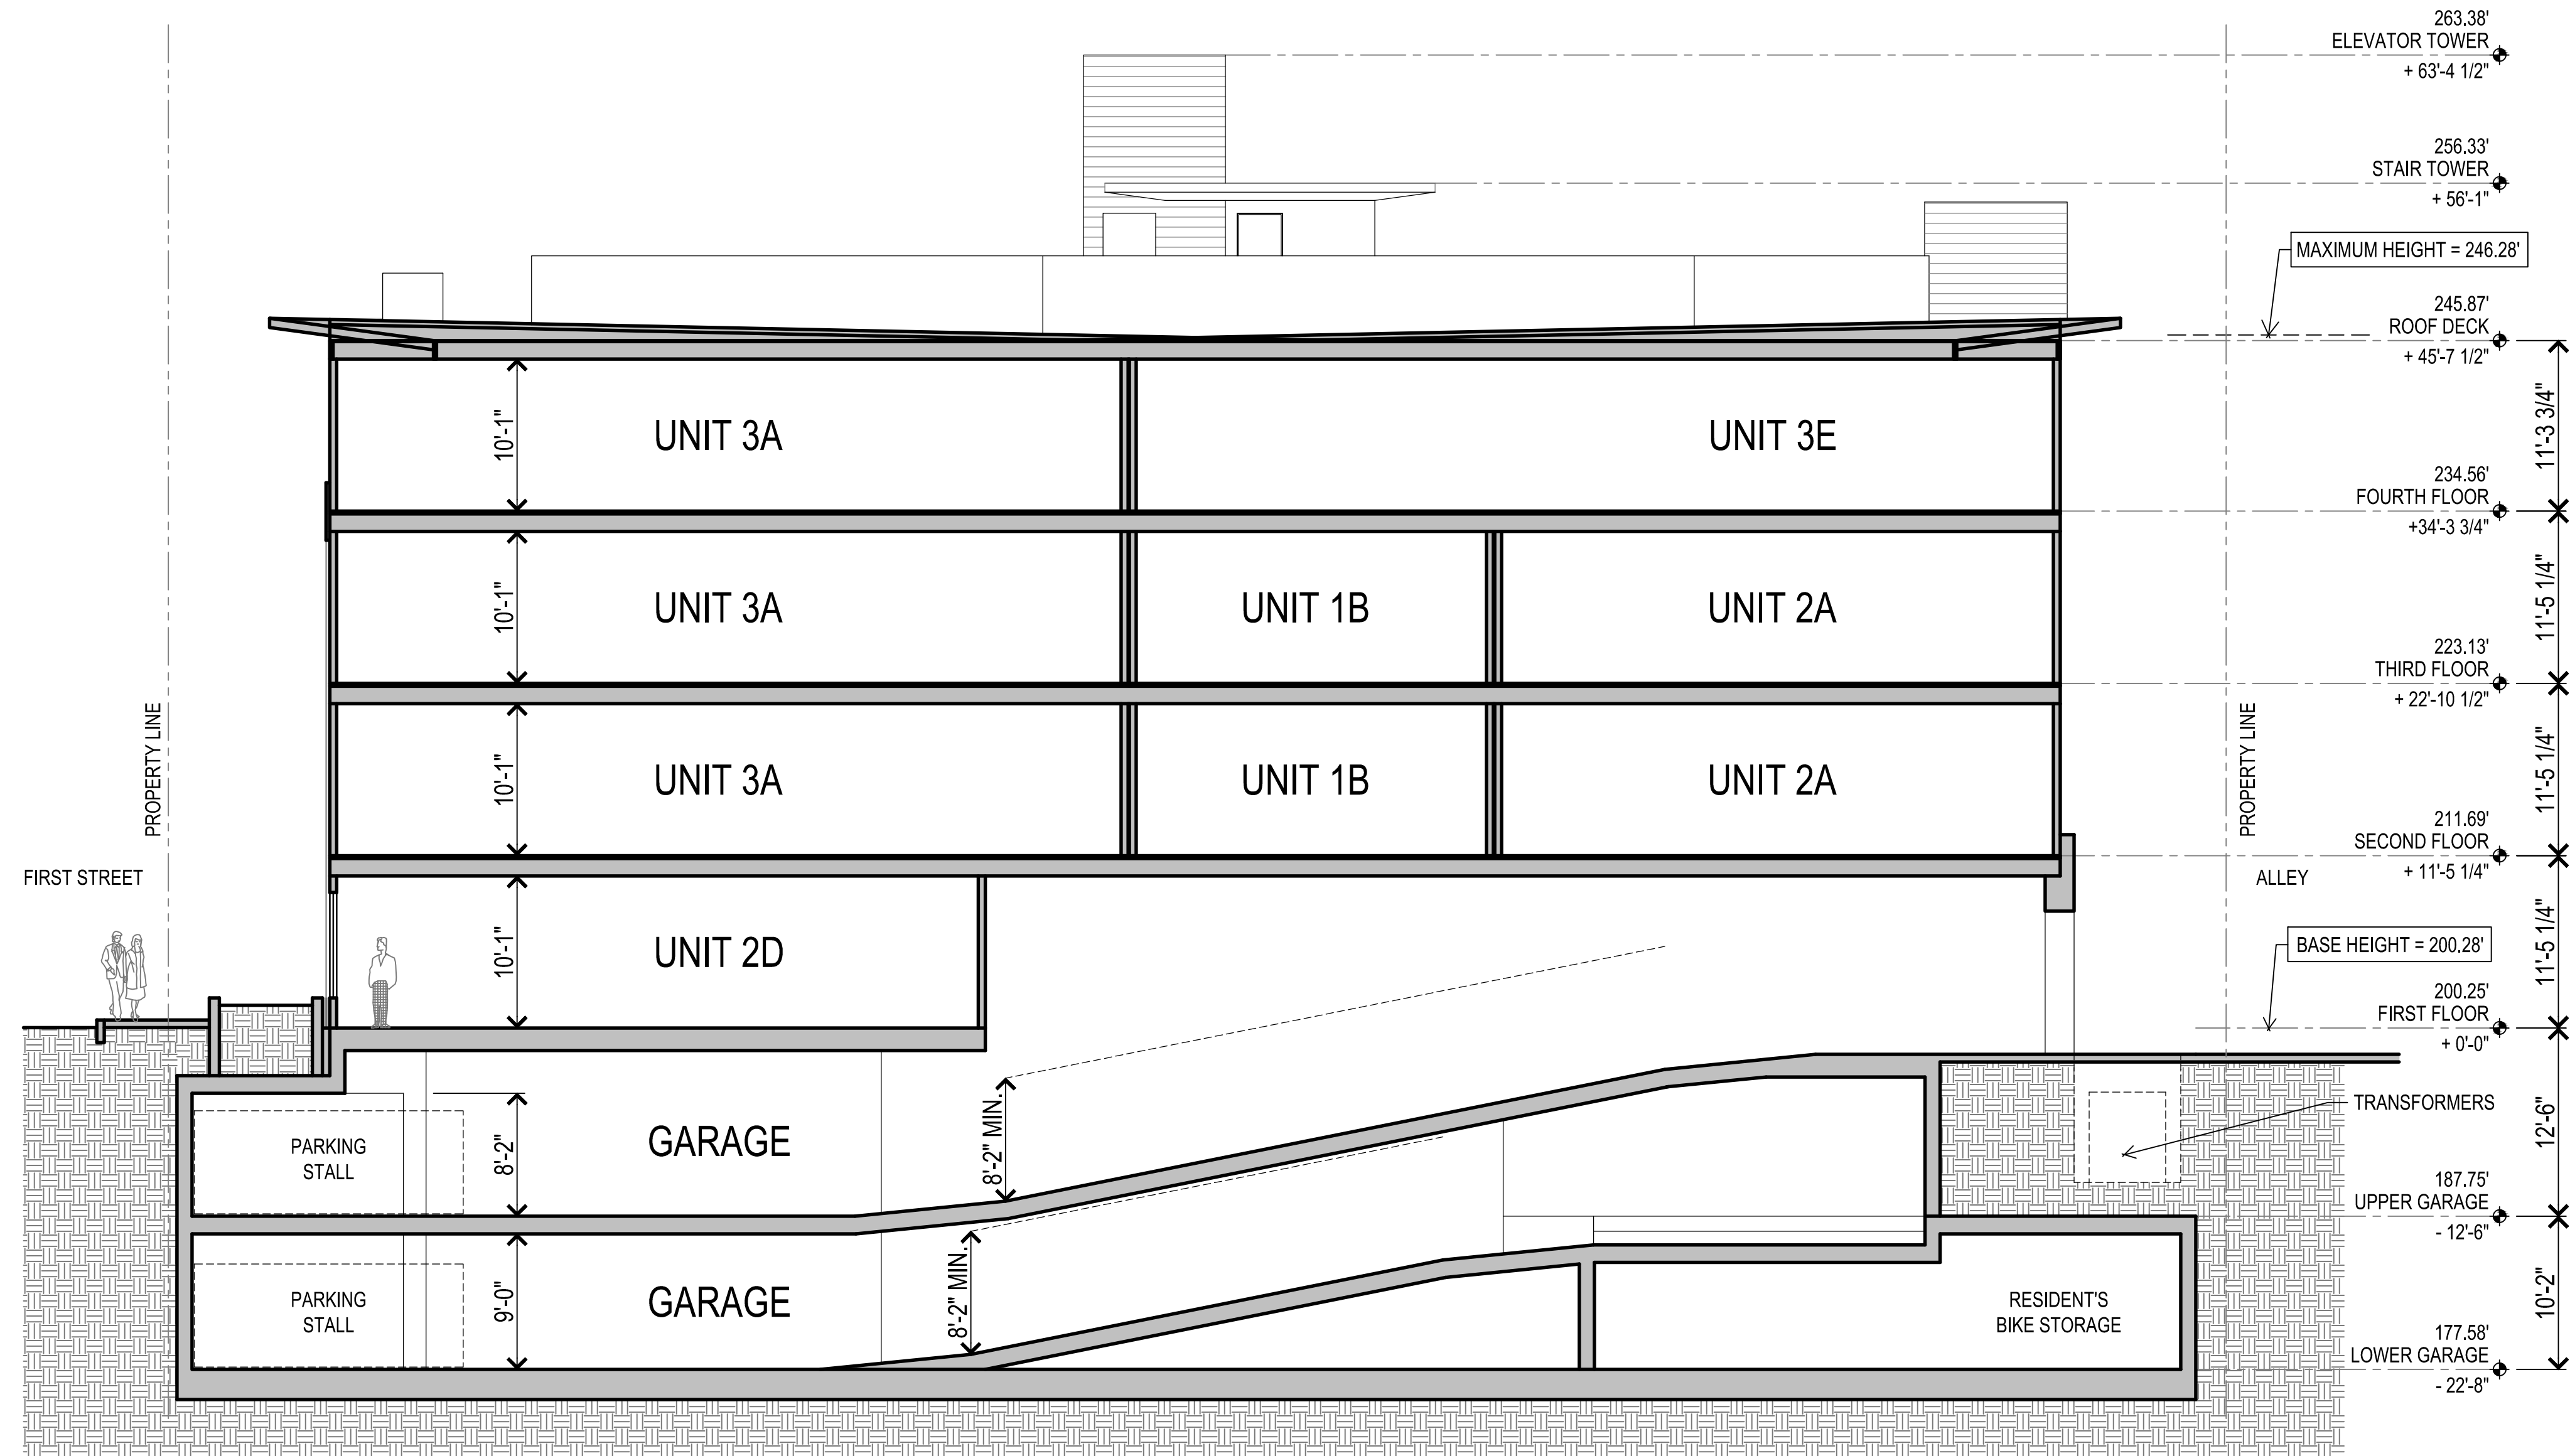 263.38'
ELEVATOR TOWER
+ 63'-4 1/2"
256.33'
STAIR TOWER
+ 56'-1"
MAXIMUM HEIGHT = 246.28'
245.87'
ROOF DECK
+ 45'-7 1/2"
11'-3 3/4"
10'-1"
UNIT 3A
UNIT 3E
234.56'
FOURTH FLOOR
+34'-3 3/4"
11'-5 1/4"
10'-1"
UNIT 3A
UNIT 1B
UNIT 2A
223.13'
THIRD FLOOR
+ 22'-10 1/2"
PROPERTY LINE
PROPERTY LINE
11'-5 1/4"
10'-1"
UNIT 3A
UNIT 1B
UNIT 2A
211.69'
SECOND FLOOR
+ 11'-5 1/4"
FIRST STREET
ALLEY
11'-5 1/4"
10'-1"
UNIT 2D
BASE HEIGHT = 200.28'
200.25'
FIRST FLOOR
+ 0'-0"
TRANSFORMERS
12'-6"
PARKING
STALL
8'-2"
GARAGE
8'-2" MIN.
187.75'
UPPER GARAGE
- 12'-6"
10'-2"
PARKING
STALL
9'-0"
GARAGE
8'-2" MIN.
RESIDENT'S
BIKE STORAGE
177.58'
LOWER GARAGE
- 22'-8"